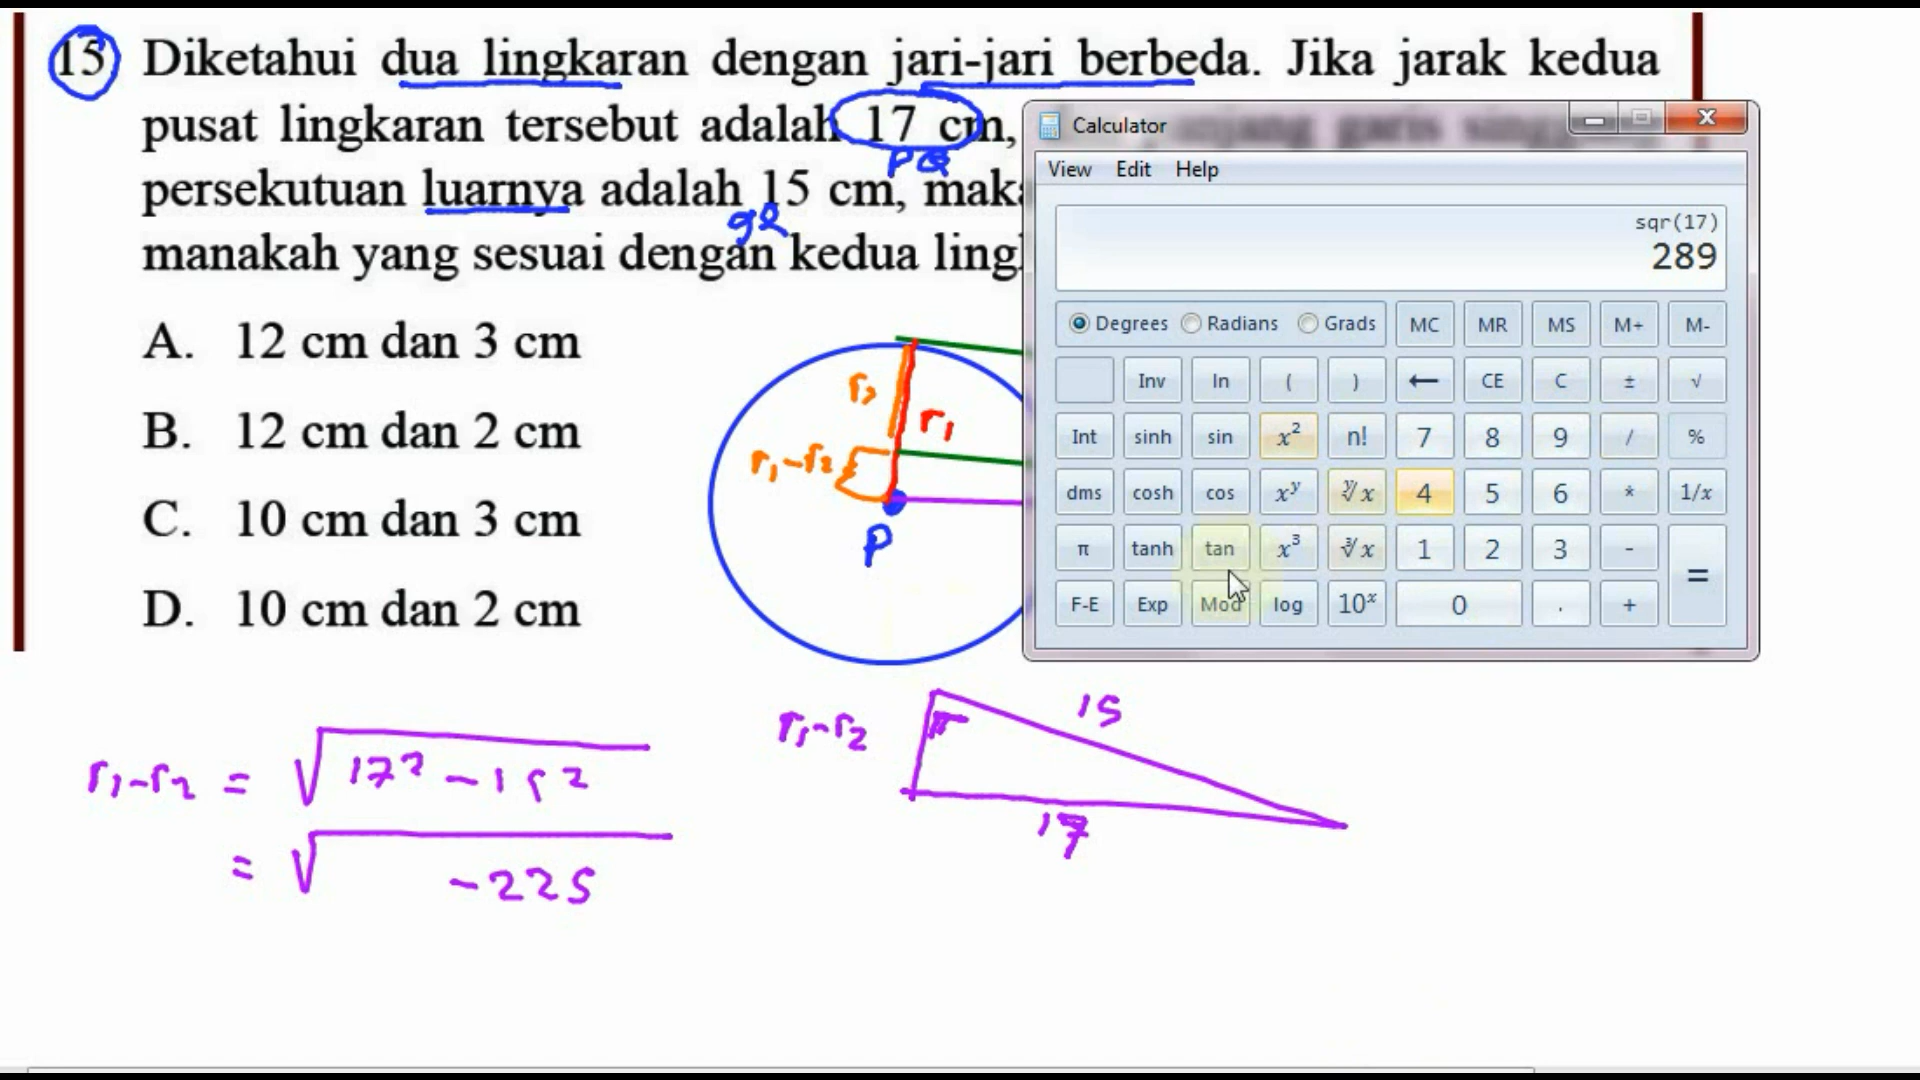 15 Diketahui dua lingkaran dengan jari-jari berbeda. Jika jarak kedua
pusat lingkaran tersebut adalah 17 cm,
PQ
persekutuan luarnya adalah 15 cm, maka
gl
manakah yang sesuai dengan kedua ling
A. 12 cm dan 3 cm
B. 12 cm dan 2 cm
C. 10 cm dan 3 cm
D. 10 cm dan 2 cm
r₂
r₁
r₁-r₂
P
Calculator
View Edit Help
sqr(17)
289
Degrees Radians Grads MC MR MS M+ M-
Inv ln ( ) ← CE C ± √
Int sinh sin x² n! 7 8 9 / %
dms cosh cos xʸ ʸ√x 4 5 6 * 1/x
π tanh tan x³ ³√x 1 2 3 - =
F-E Exp Mod log 10ˣ 0 . +
r₁-r₂ = √17² - 15²
= √ -225
r₁-r₂
15
17